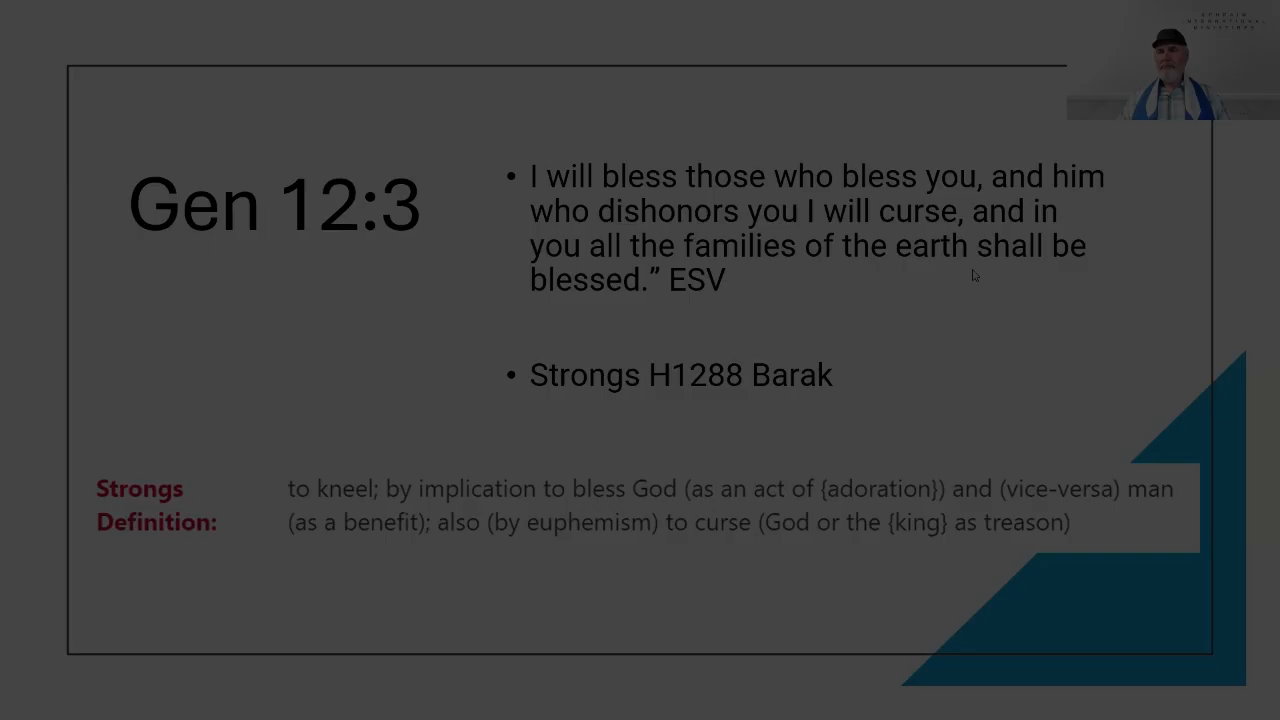 Gen 12:3
• I will bless those who bless you, and him
who dishonors you I will curse, and in
you all the families of the earth shall be
blessed.” ESV
• Strongs H1288 Barak
Strongs
Definition:
to kneel; by implication to bless God (as an act of {adoration}) and (vice-versa) man
(as a benefit); also (by euphemism) to curse (God or the {king} as treason)